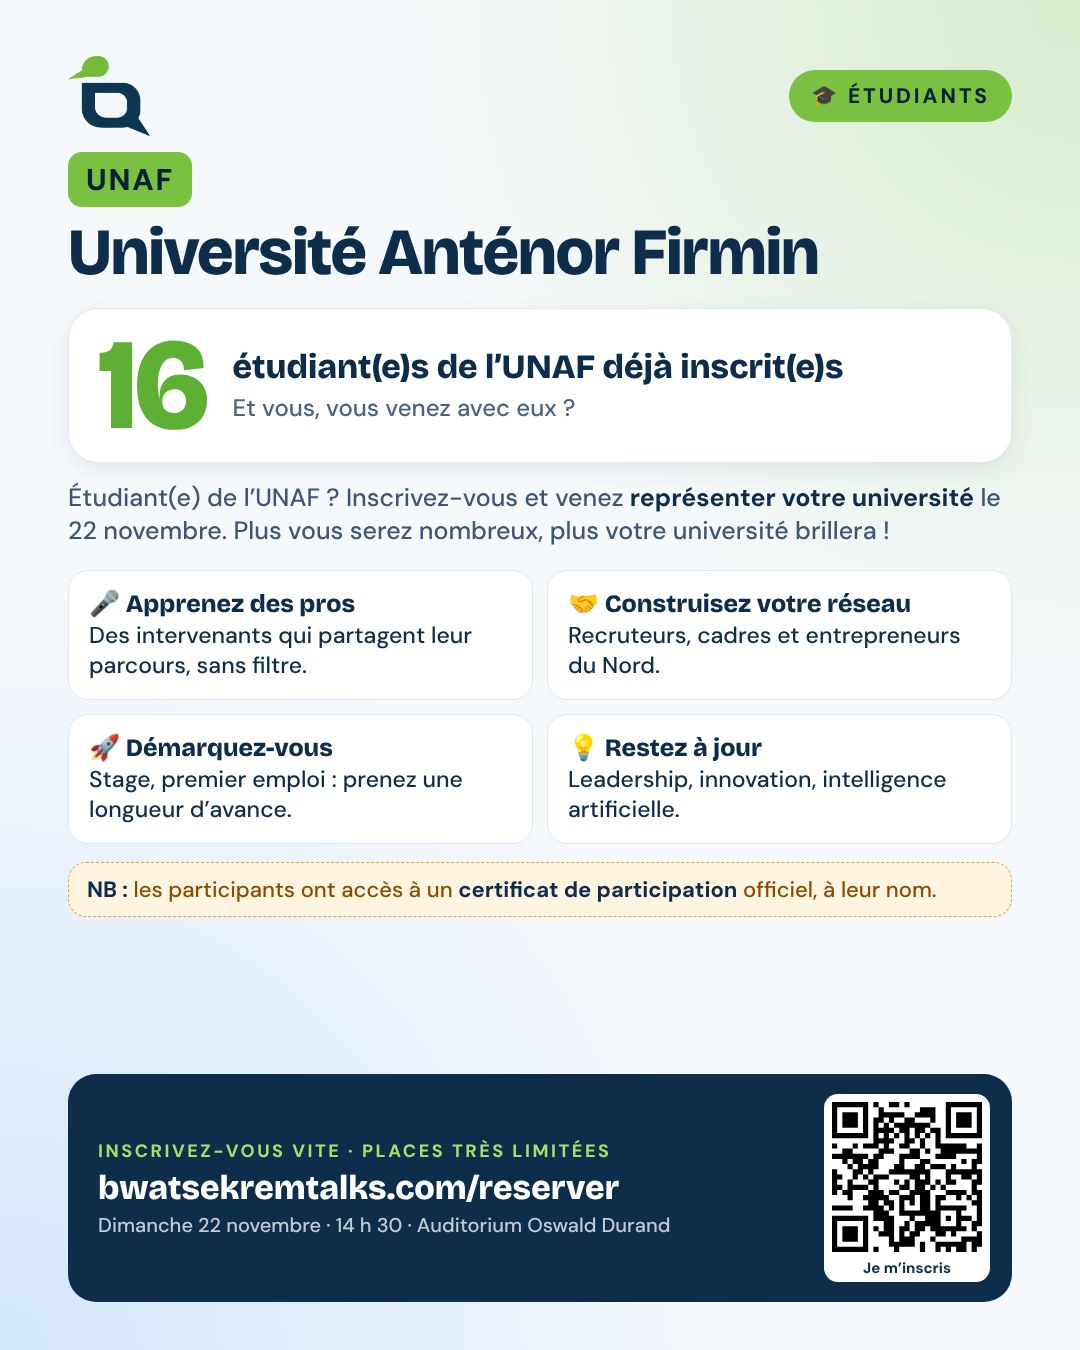 🎓 ÉTUDIANTS
UNAF
Université Anténor Firmin
16
étudiant(e)s de l’UNAF déjà inscrit(e)s
Et vous, vous venez avec eux ?
Étudiant(e) de l’UNAF ? Inscrivez-vous et venez représenter votre université le
22 novembre. Plus vous serez nombreux, plus votre université brillera !
🎤 Apprenez des pros
Des intervenants qui partagent leur
parcours, sans filtre.
🤝 Construisez votre réseau
Recruteurs, cadres et entrepreneurs
du Nord.
🚀 Démarquez-vous
Stage, premier emploi : prenez une
longueur d’avance.
💡 Restez à jour
Leadership, innovation, intelligence
artificielle.
NB : les participants ont accès à un certificat de participation officiel, à leur nom.
INSCRIVEZ-VOUS VITE · PLACES TRÈS LIMITÉES
bwatsekremtalks.com/reserver
Dimanche 22 novembre · 14 h 30 · Auditorium Oswald Durand
Je m’inscris